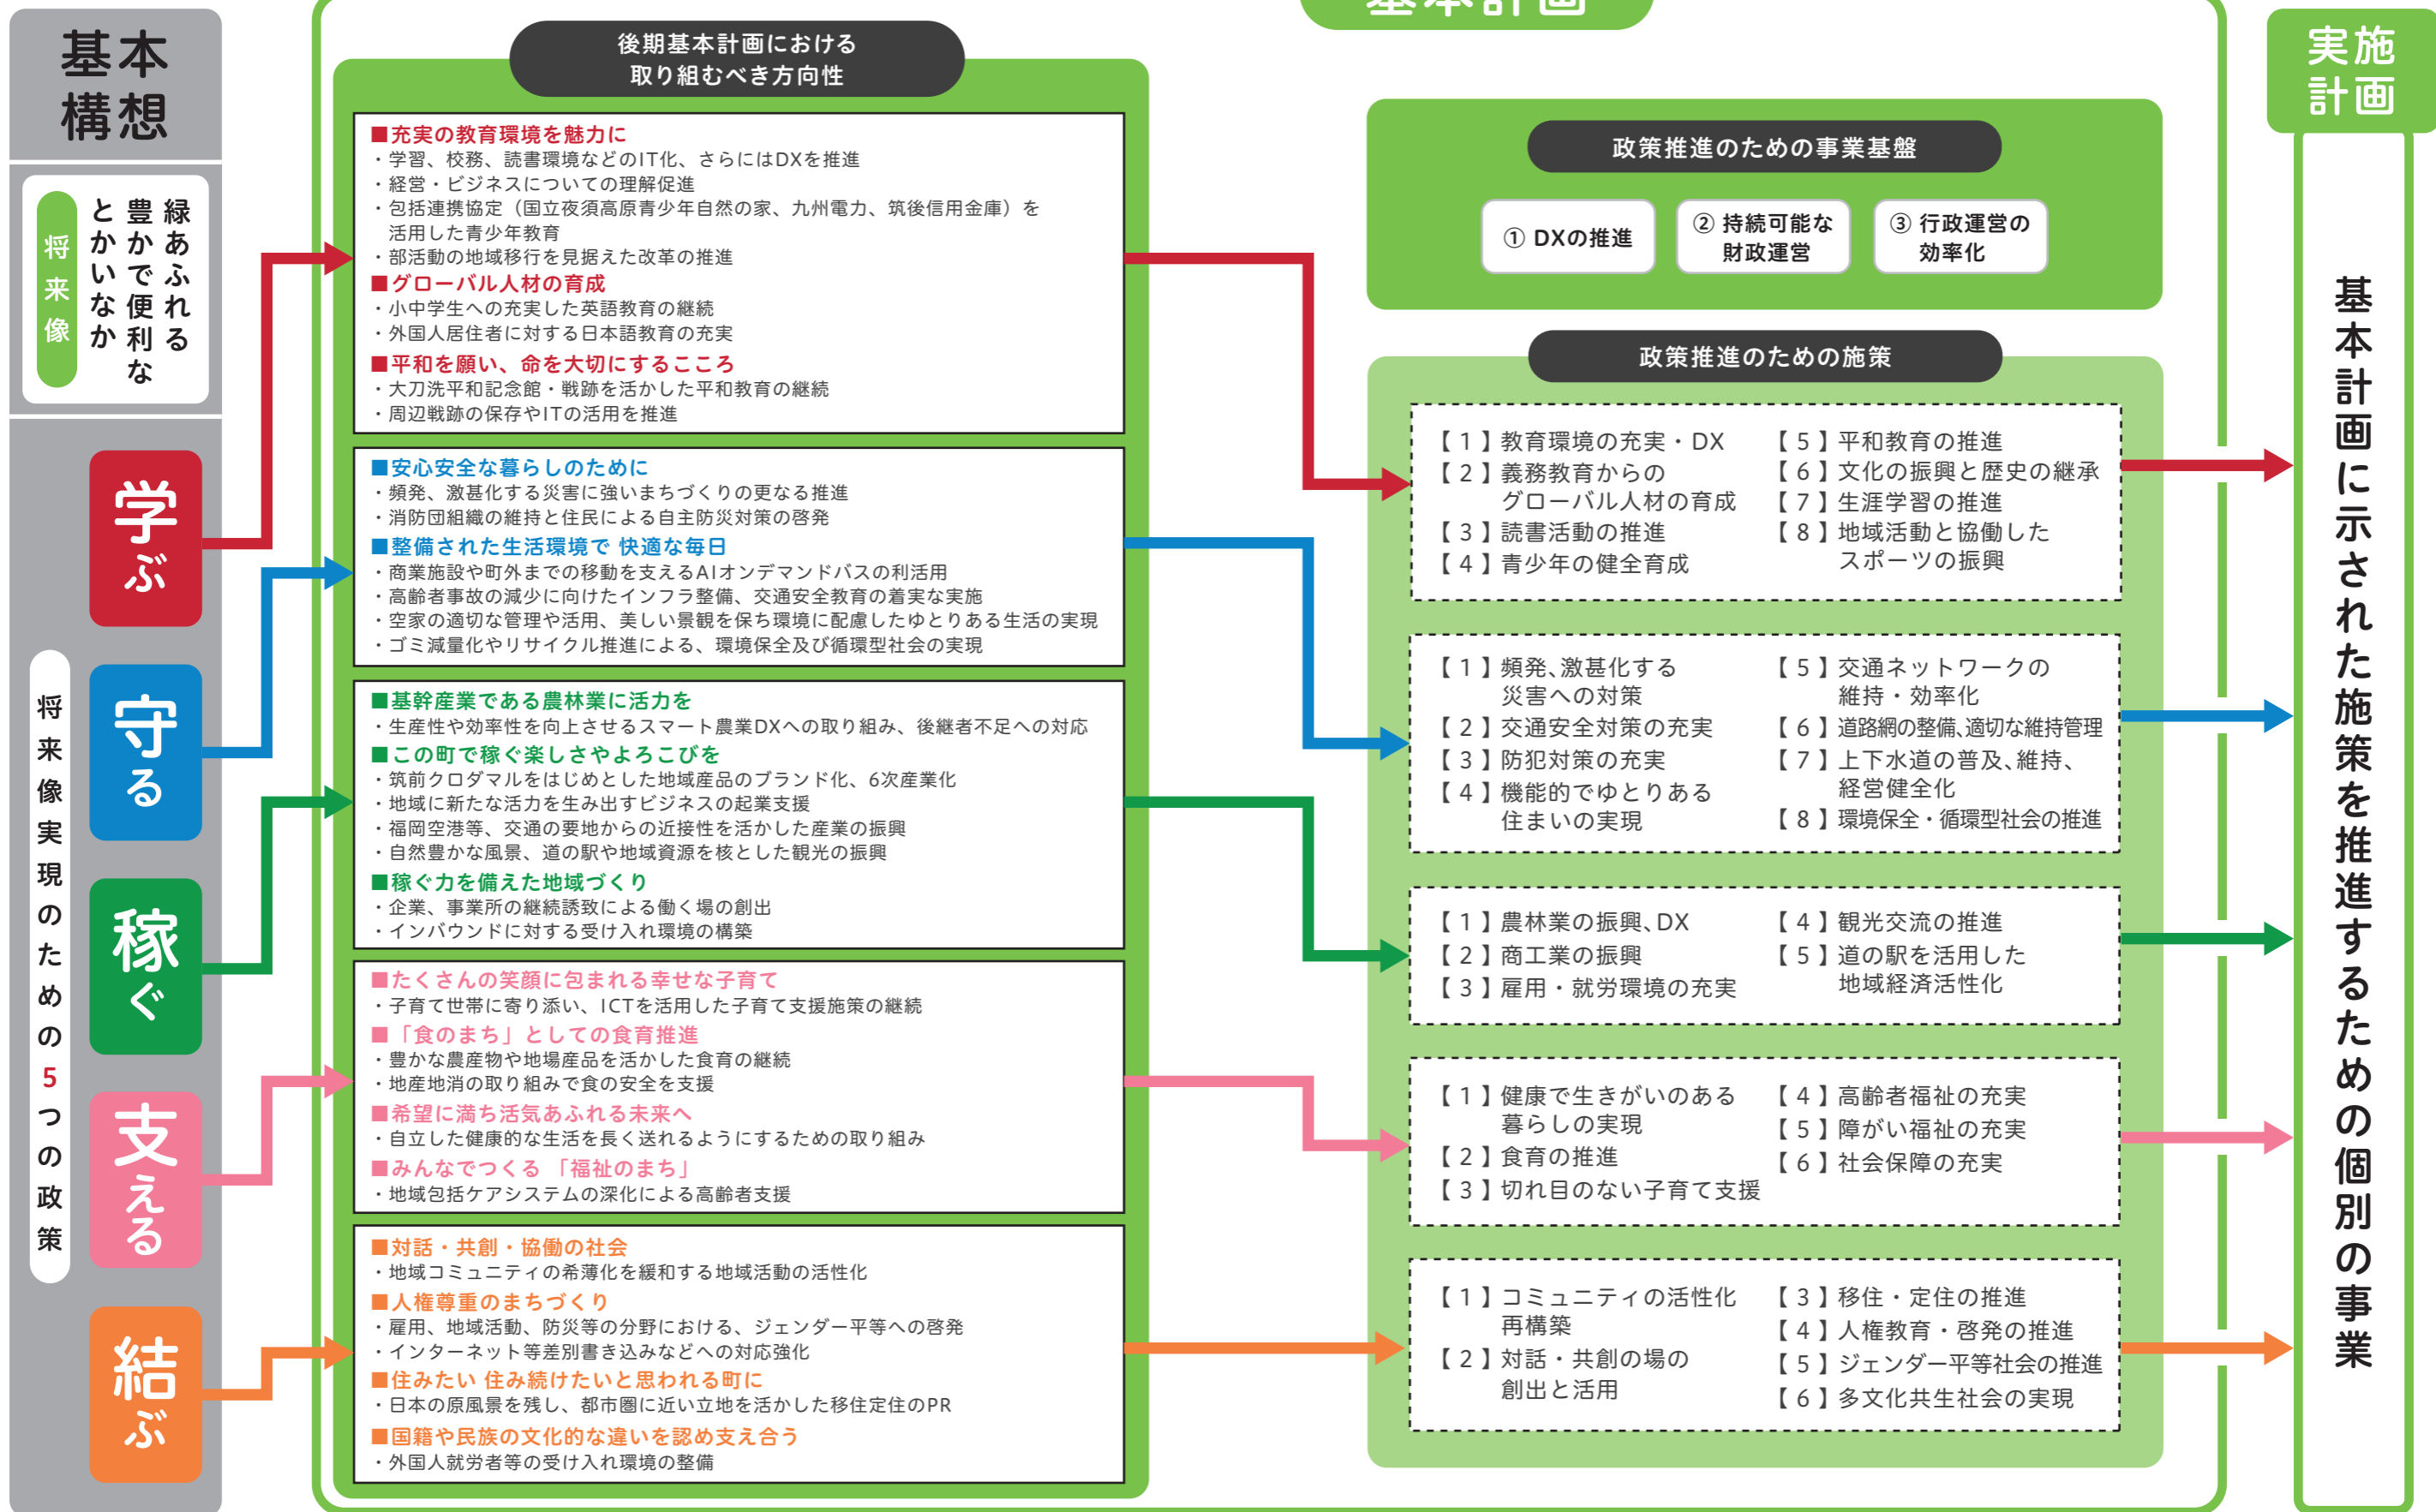 基本
構想
将来像
緑あふれる
豊かで便利な
とかいなか
将来像実現のための5つの政策
学ぶ
守る
稼ぐ
支える
結ぶ
基本計画
後期基本計画における
取り組むべき方向性
■充実の教育環境を魅力に
・学習、校務、読書環境などのIT化、さらにはDXを推進
・経営・ビジネスについての理解促進
・包括連携協定（国立夜須高原青少年自然の家、九州電力、筑後信用金庫）を
活用した青少年教育
・部活動の地域移行を見据えた改革の推進
■グローバル人材の育成
・小中学生への充実した英語教育の継続
・外国人居住者に対する日本語教育の充実
■平和を願い、命を大切にするこころ
・大刀洗平和記念館・戦跡を活かした平和教育の継続
・周辺戦跡の保存やITの活用を推進
■安心安全な暮らしのために
・頻発、激甚化する災害に強いまちづくりの更なる推進
・消防団組織の維持と住民による自主防災対策の啓発
■整備された生活環境で 快適な毎日
・商業施設や町外までの移動を支えるAIオンデマンドバスの利活用
・高齢者事故の減少に向けたインフラ整備、交通安全教育の着実な実施
・空家の適切な管理や活用、美しい景観を保ち環境に配慮したゆとりある生活の実現
・ゴミ減量化やリサイクル推進による、環境保全及び循環型社会の実現
■基幹産業である農林業に活力を
・生産性や効率性を向上させるスマート農業DXへの取り組み、後継者不足への対応
■この町で稼ぐ楽しさやよろこびを
・筑前クロダマルをはじめとした地域産品のブランド化、6次産業化
・地域に新たな活力を生み出すビジネスの起業支援
・福岡空港等、交通の要地からの近接性を活かした産業の振興
・自然豊かな風景、道の駅や地域資源を核とした観光の振興
■稼ぐ力を備えた地域づくり
・企業、事業所の継続誘致による働く場の創出
・インバウンドに対する受け入れ環境の構築
■たくさんの笑顔に包まれる幸せな子育て
・子育て世帯に寄り添い、ICTを活用した子育て支援施策の継続
■「食のまち」としての食育推進
・豊かな農産物や地場産品を活かした食育の継続
・地産地消の取り組みで食の安全を支援
■希望に満ち活気あふれる未来へ
・自立した健康的な生活を長く送れるようにするための取り組み
■みんなでつくる 「福祉のまち」
・地域包括ケアシステムの深化による高齢者支援
■対話・共創・協働の社会
・地域コミュニティの希薄化を緩和する地域活動の活性化
■人権尊重のまちづくり
・雇用、地域活動、防災等の分野における、ジェンダー平等への啓発
・インターネット等差別書き込みなどへの対応強化
■住みたい 住み続けたいと思われる町に
・日本の原風景を残し、都市圏に近い立地を活かした移住定住のPR
■国籍や民族の文化的な違いを認め支え合う
・外国人就労者等の受け入れ環境の整備
政策推進のための事業基盤
① DXの推進
② 持続可能な
財政運営
③ 行政運営の
効率化
政策推進のための施策
【1】教育環境の充実・DX
【2】義務教育からの
グローバル人材の育成
【3】読書活動の推進
【4】青少年の健全育成
【5】平和教育の推進
【6】文化の振興と歴史の継承
【7】生涯学習の推進
【8】地域活動と協働した
スポーツの振興
【1】頻発、激甚化する
災害への対策
【2】交通安全対策の充実
【3】防犯対策の充実
【4】機能的でゆとりある
住まいの実現
【5】交通ネットワークの
維持・効率化
【6】道路網の整備、適切な維持管理
【7】上下水道の普及、維持、
経営健全化
【8】環境保全・循環型社会の推進
【1】農林業の振興、DX
【2】商工業の振興
【3】雇用・就労環境の充実
【4】観光交流の推進
【5】道の駅を活用した
地域経済活性化
【1】健康で生きがいのある
暮らしの実現
【2】食育の推進
【3】切れ目のない子育て支援
【4】高齢者福祉の充実
【5】障がい福祉の充実
【6】社会保障の充実
【1】コミュニティの活性化
再構築
【2】対話・共創の場の
創出と活用
【3】移住・定住の推進
【4】人権教育・啓発の推進
【5】ジェンダー平等社会の推進
【6】多文化共生社会の実現
実施
計画
基本計画に示された施策を推進するための個別の事業